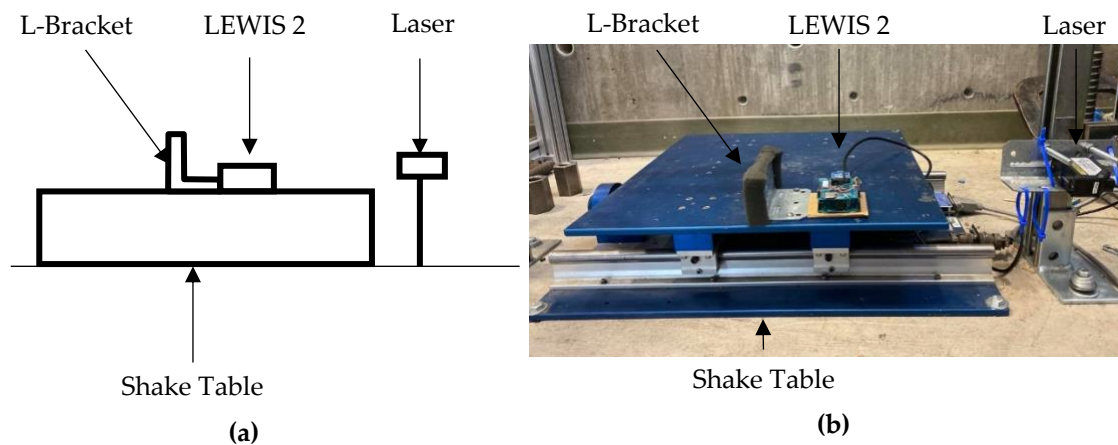 L-Bracket LEWIS 2 Laser
Shake Table
(a)
L-Bracket LEWIS 2 Laser
Shake Table
(b)